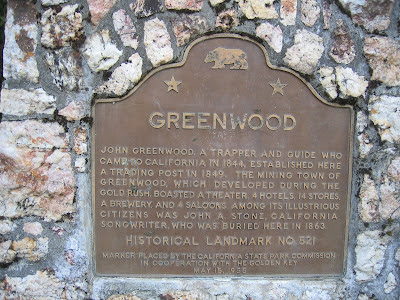 GREENWOOD
JOHN GREENWOOD, A TRAPPER AND GUIDE WHO
CAME TO CALIFORNIA IN 1844, ESTABLISHED HERE
A TRADING POST IN 1849. THE MINING TOWN OF
GREENWOOD, WHICH DEVELOPED DURING THE
GOLD RUSH, BOASTED A THEATER, 4 HOTELS, 14 STORES,
A BREWERY, AND 4 SALOONS. AMONG ITS ILLUSTRIOUS
CITIZENS WAS JOHN A. STONE, CALIFORNIA
SONGWRITER, WHO WAS BURIED HERE IN 1863.
HISTORICAL LANDMARK NO. 521
MARKER PLACED BY THE CALIFORNIA STATE PARK COMMISSION
IN COOPERATION WITH THE GOLDEN KEY
MAY 15, 1956